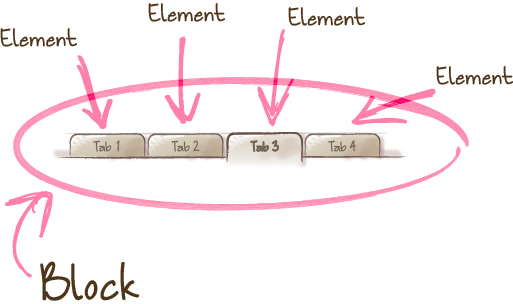 Element
Element
Element
Element
Tab 1
Tab 2
Tab 3
Tab 4
Block